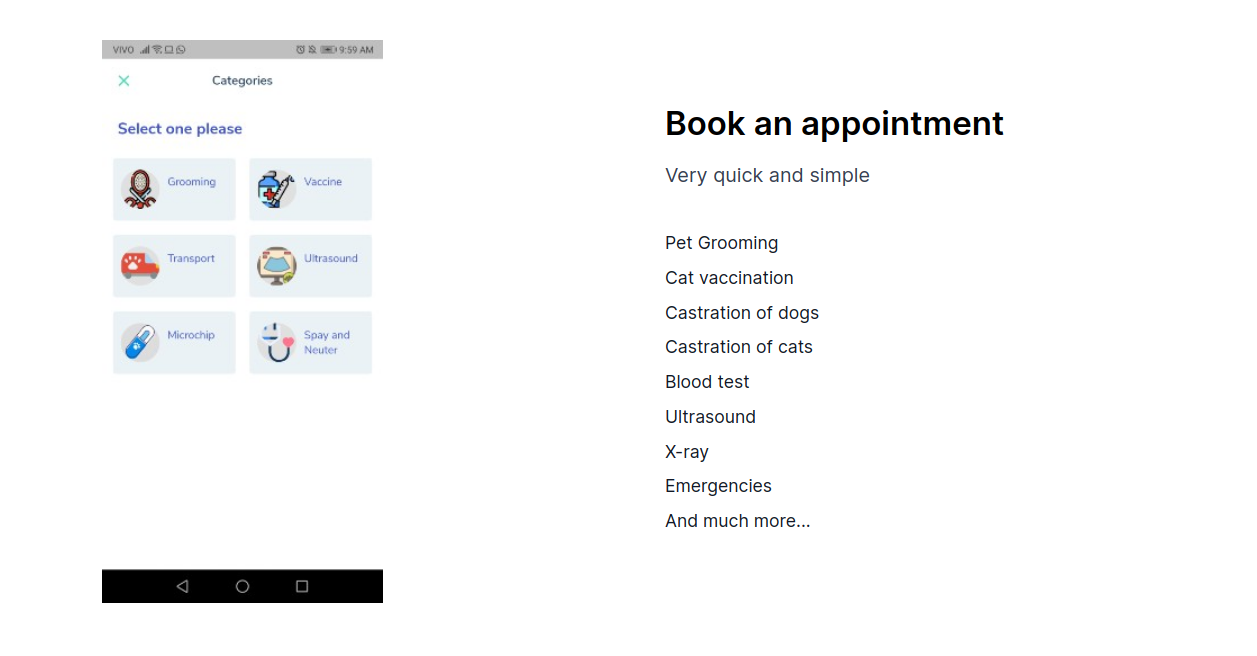 VIVO
9:59 AM
Categories
Select one please
Grooming
Vaccine
Transport
Ultrasound
Microchip
Spay and
Neuter
Book an appointment
Very quick and simple
Pet Grooming
Cat vaccination
Castration of dogs
Castration of cats
Blood test
Ultrasound
X-ray
Emergencies
And much more...